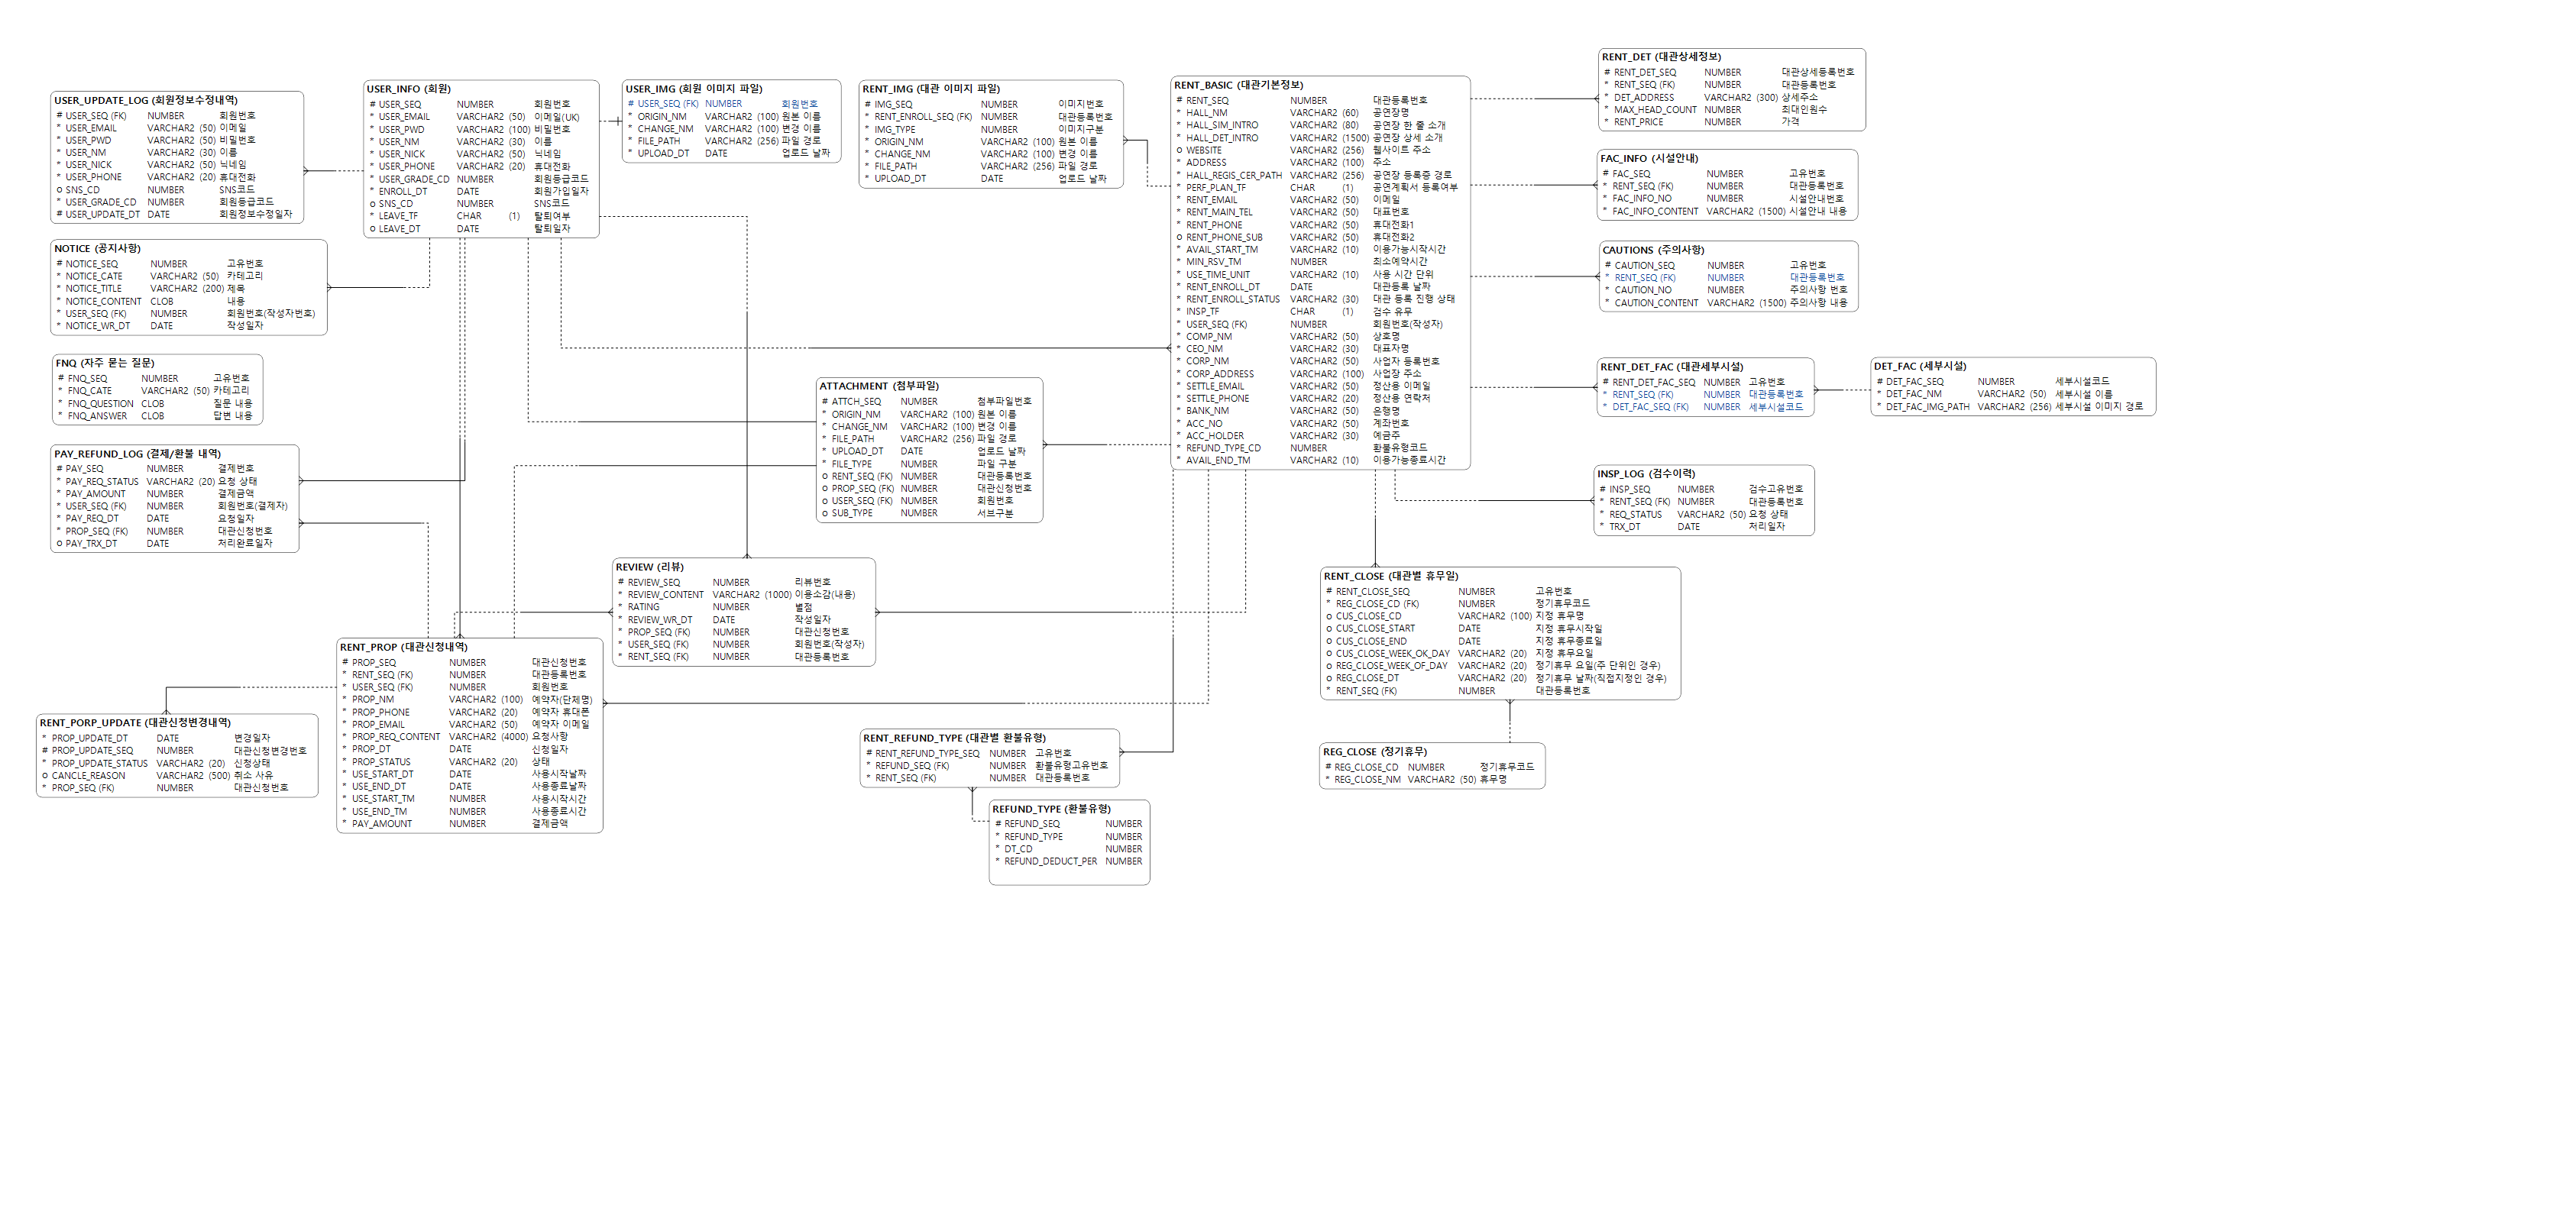 USER_UPDATE_LOG (회원정보수정내역)
# USER_SEQ (FK) NUMBER 회원번호
* USER_EMAIL VARCHAR2 (50) 이메일
* USER_PWD VARCHAR2 (50) 비밀번호
* USER_NM VARCHAR2 (30) 이름
* USER_NICK VARCHAR2 (50) 닉네임
* USER_PHONE VARCHAR2 (20) 휴대전화
o SNS_CD NUMBER SNS코드
* USER_GRADE_CD NUMBER 회원등급코드
# USER_UPDATE_DT DATE 회원정보수정일자
USER_INFO (회원)
# USER_SEQ NUMBER 회원번호
* USER_EMAIL VARCHAR2 (50) 이메일(UK)
* USER_PWD VARCHAR2 (100) 비밀번호
* USER_NM VARCHAR2 (30) 이름
* USER_NICK VARCHAR2 (50) 닉네임
* USER_PHONE VARCHAR2 (20) 휴대전화
* USER_GRADE_CD NUMBER 회원등급코드
* ENROLL_DT DATE 회원가입일자
o SNS_CD NUMBER SNS코드
* LEAVE_TF CHAR (1) 탈퇴여부
o LEAVE_DT DATE 탈퇴일자
USER_IMG (회원 이미지 파일)
# USER_SEQ (FK) NUMBER 회원번호
* ORIGIN_NM VARCHAR2 (100) 원본 이름
* CHANGE_NM VARCHAR2 (100) 변경 이름
* FILE_PATH VARCHAR2 (256) 파일 경로
* UPLOAD_DT DATE 업로드 날짜
RENT_IMG (대관 이미지 파일)
# IMG_SEQ NUMBER 이미지번호
* RENT_ENROLL_SEQ (FK) NUMBER 대관등록번호
* IMG_TYPE NUMBER 이미지구분
* ORIGIN_NM VARCHAR2 (100) 원본 이름
* CHANGE_NM VARCHAR2 (100) 변경 이름
* FILE_PATH VARCHAR2 (256) 파일 경로
* UPLOAD_DT DATE 업로드 날짜
RENT_BASIC (대관기본정보)
# RENT_SEQ NUMBER 대관등록번호
* HALL_NM VARCHAR2 (60) 공연장명
* HALL_SIM_INTRO VARCHAR2 (80) 공연장 한 줄 소개
* HALL_DET_INTRO VARCHAR2 (1500) 공연장 상세 소개
o WEBSITE VARCHAR2 (256) 웹사이트 주소
* ADDRESS VARCHAR2 (100) 주소
* HALL_REGIS_CER_PATH VARCHAR2 (256) 공연장 등록증 경로
* PERF_PLAN_TF CHAR (1) 공연계획서 등록여부
* RENT_EMAIL VARCHAR2 (50) 이메일
* RENT_MAIN_TEL VARCHAR2 (50) 대표번호
* RENT_PHONE VARCHAR2 (50) 휴대전화1
o RENT_PHONE_SUB VARCHAR2 (50) 휴대전화2
* AVAIL_START_TM VARCHAR2 (10) 이용가능시작시간
* MIN_RSV_TM NUMBER 최소예약시간
* USE_TIME_UNIT VARCHAR2 (10) 사용 시간 단위
* RENT_ENROLL_DT DATE 대관등록 날짜
* RENT_ENROLL_STATUS VARCHAR2 (30) 대관 등록 진행 상태
* INSP_TF CHAR (1) 검수 유무
* USER_SEQ (FK) NUMBER 회원번호(작성자)
* COMP_NM VARCHAR2 (50) 상호명
* CEO_NM VARCHAR2 (30) 대표자명
* CORP_NM VARCHAR2 (50) 사업자 등록번호
* CORP_ADDRESS VARCHAR2 (100) 사업장 주소
* SETTLE_EMAIL VARCHAR2 (50) 정산용 이메일
* SETTLE_PHONE VARCHAR2 (20) 정산용 연락처
* BANK_NM VARCHAR2 (50) 은행명
* ACC_NO VARCHAR2 (50) 계좌번호
* ACC_HOLDER VARCHAR2 (30) 예금주
* REFUND_TYPE_CD NUMBER 환불유형코드
* AVAIL_END_TM VARCHAR2 (10) 이용가능종료시간
RENT_DET (대관상세정보)
# RENT_DET_SEQ NUMBER 대관상세등록번호
* RENT_SEQ (FK) NUMBER 대관등록번호
* DET_ADDRESS VARCHAR2 (300) 상세주소
* MAX_HEAD_COUNT NUMBER 최대인원수
* RENT_PRICE NUMBER 가격
FAC_INFO (시설안내)
# FAC_SEQ NUMBER 고유번호
* RENT_SEQ (FK) NUMBER 대관등록번호
* FAC_INFO_NO NUMBER 시설안내번호
* FAC_INFO_CONTENT VARCHAR2 (1500) 시설안내 내용
CAUTIONS (주의사항)
# CAUTION_SEQ NUMBER 고유번호
* RENT_SEQ (FK) NUMBER 대관등록번호
* CAUTION_NO NUMBER 주의사항 번호
* CAUTION_CONTENT VARCHAR2 (1500) 주의사항 내용
NOTICE (공지사항)
# NOTICE_SEQ NUMBER 고유번호
* NOTICE_CATE VARCHAR2 (50) 카테고리
* NOTICE_TITLE VARCHAR2 (200) 제목
* NOTICE_CONTENT CLOB 내용
* USER_SEQ (FK) NUMBER 회원번호(작성자번호)
* NOTICE_WR_DT DATE 작성일자
FNQ (자주 묻는 질문)
# FNQ_SEQ NUMBER 고유번호
* FNQ_CATE VARCHAR2 (50) 카테고리
* FNQ_QUESTION CLOB 질문 내용
* FNQ_ANSWER CLOB 답변 내용
RENT_DET_FAC (대관세부시설)
# RENT_DET_FAC_SEQ NUMBER 고유번호
* RENT_SEQ (FK) NUMBER 대관등록번호
* DET_FAC_SEQ (FK) NUMBER 세부시설코드
DET_FAC (세부시설)
# DET_FAC_SEQ NUMBER 세부시설코드
* DET_FAC_NM VARCHAR2 (50) 세부시설 이름
* DET_FAC_IMG_PATH VARCHAR2 (256) 세부시설 이미지 경로
ATTACHMENT (첨부파일)
# ATTCH_SEQ NUMBER 첨부파일번호
* ORIGIN_NM VARCHAR2 (100) 원본 이름
* CHANGE_NM VARCHAR2 (100) 변경 이름
* FILE_PATH VARCHAR2 (256) 파일 경로
* UPLOAD_DT DATE 업로드 날짜
* FILE_TYPE NUMBER 파일 구분
o RENT_SEQ (FK) NUMBER 대관등록번호
o PROP_SEQ (FK) NUMBER 대관신청번호
o USER_SEQ (FK) NUMBER 회원번호
o SUB_TYPE NUMBER 서브구분
PAY_REFUND_LOG (결제/환불 내역)
# PAY_SEQ NUMBER 결제번호
* PAY_REQ_STATUS VARCHAR2 (20) 요청 상태
* PAY_AMOUNT NUMBER 결제금액
* USER_SEQ (FK) NUMBER 회원번호(결제자)
* PAY_REQ_DT DATE 요청일자
* PROP_SEQ (FK) NUMBER 대관신청번호
o PAY_TRX_DT DATE 처리완료일자
INSP_LOG (검수이력)
# INSP_SEQ NUMBER 검수고유번호
* RENT_SEQ (FK) NUMBER 대관등록번호
* REQ_STATUS VARCHAR2 (50) 요청 상태
* TRX_DT DATE 처리일자
REVIEW (리뷰)
# REVIEW_SEQ NUMBER 리뷰번호
* REVIEW_CONTENT VARCHAR2 (1000) 이용소감(내용)
* RATING NUMBER 별점
* REVIEW_WR_DT DATE 작성일자
* PROP_SEQ (FK) NUMBER 대관신청번호
* USER_SEQ (FK) NUMBER 회원번호(작성자)
* RENT_SEQ (FK) NUMBER 대관등록번호
RENT_CLOSE (대관별 휴무일)
# RENT_CLOSE_SEQ NUMBER 고유번호
* REG_CLOSE_CD (FK) NUMBER 정기휴무코드
o CUS_CLOSE_CD VARCHAR2 (100) 지정 휴무명
o CUS_CLOSE_START DATE 지정 휴무시작일
o CUS_CLOSE_END DATE 지정 휴무종료일
o CUS_CLOSE_WEEK_OK_DAY VARCHAR2 (20) 지정 휴무요일
o REG_CLOSE_WEEK_OF_DAY VARCHAR2 (20) 정기휴무 요일(주 단위인 경우)
o REG_CLOSE_DT VARCHAR2 (20) 정기휴무 날짜(직접지정인 경우)
* RENT_SEQ (FK) NUMBER 대관등록번호
RENT_PROP (대관신청내역)
# PROP_SEQ NUMBER 대관신청번호
* RENT_SEQ (FK) NUMBER 대관등록번호
* USER_SEQ (FK) NUMBER 회원번호
* PROP_NM VARCHAR2 (100) 예약자(단체명)
* PROP_PHONE VARCHAR2 (20) 예약자 휴대폰
* PROP_EMAIL VARCHAR2 (50) 예약자 이메일
* PROP_REQ_CONTENT VARCHAR2 (4000) 요청사항
* PROP_DT DATE 신청일자
* PROP_STATUS VARCHAR2 (20) 상태
* USE_START_DT DATE 사용시작날짜
* USE_END_DT DATE 사용종료날짜
* USE_START_TM NUMBER 사용시작시간
* USE_END_TM NUMBER 사용종료시간
* PAY_AMOUNT NUMBER 결제금액
RENT_PORP_UPDATE (대관신청변경내역)
* PROP_UPDATE_DT DATE 변경일자
# PROP_UPDATE_SEQ NUMBER 대관신청변경번호
* PROP_UPDATE_STATUS VARCHAR2 (20) 신청상태
o CANCLE_REASON VARCHAR2 (500) 취소 사유
* PROP_SEQ (FK) NUMBER 대관신청번호
RENT_REFUND_TYPE (대관별 환불유형)
# RENT_REFUND_TYPE_SEQ NUMBER 고유번호
* REFUND_SEQ (FK) NUMBER 환불유형고유번호
* RENT_SEQ (FK) NUMBER 대관등록번호
REG_CLOSE (정기휴무)
# REG_CLOSE_CD NUMBER 정기휴무코드
* REG_CLOSE_NM VARCHAR2 (50) 휴무명
REFUND_TYPE (환불유형)
# REFUND_SEQ NUMBER
* REFUND_TYPE NUMBER
* DT_CD NUMBER
* REFUND_DEDUCT_PER NUMBER